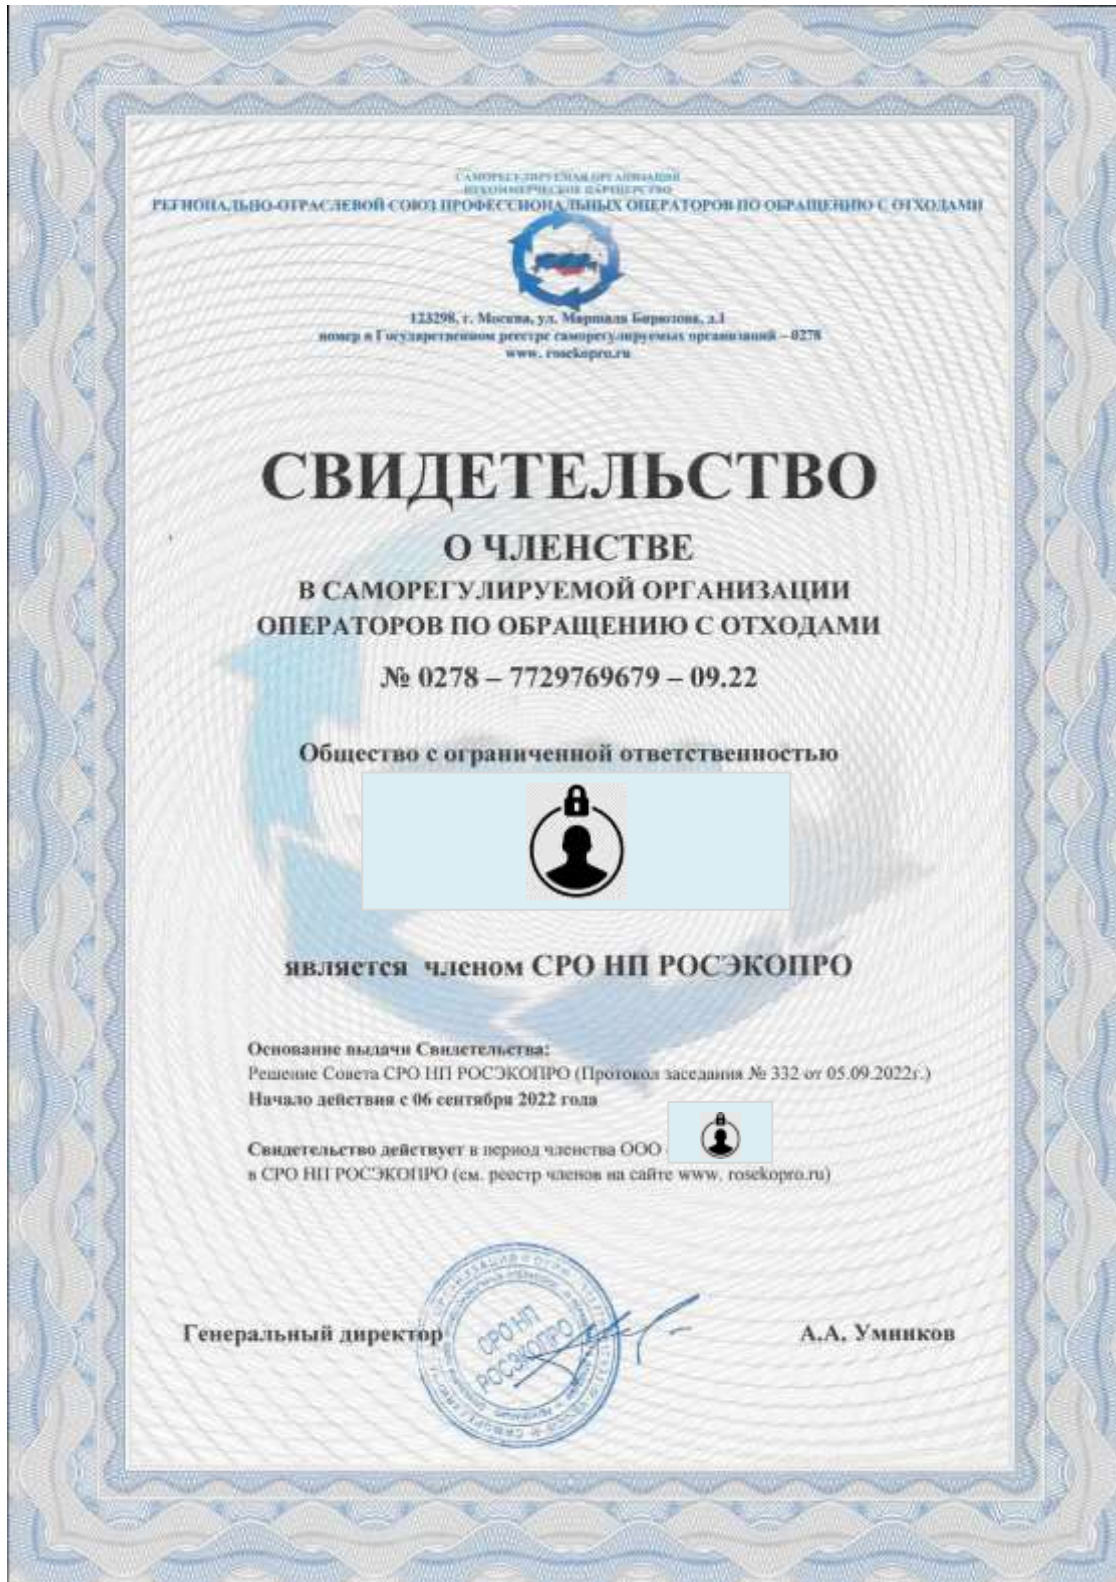 САМОРЕГУЛИРУЕМАЯ ОРГАНИЗАЦИЯ
НЕКОММЕРЧЕСКОЕ ПАРТНЕРСТВО
РЕГИОНАЛЬНО-ОТРАСЛЕВОЙ СОЮЗ ПРОФЕССИОНАЛЬНЫХ ОПЕРАТОРОВ ПО ОБРАЩЕНИЮ С ОТХОДАМИ
123298, г. Москва, ул. Маршала Бирюзова, д.1
номер в Государственном реестре саморегулируемых организаций – 0278
www. rosekopro.ru
СВИДЕТЕЛЬСТВО
О ЧЛЕНСТВЕ
В САМОРЕГУЛИРУЕМОЙ ОРГАНИЗАЦИИ
ОПЕРАТОРОВ ПО ОБРАЩЕНИЮ С ОТХОДАМИ
№ 0278 – 7729769679 – 09.22
Общество с ограниченной ответственностью
является членом СРО НП РОСЭКОПРО
Основание выдачи Свидетельства:
Решение Совета СРО НП РОСЭКОПРО (Протокол заседания № 332 от 05.09.2022г.)
Начало действия с 06 сентября 2022 года
Свидетельство действует в период членства ООО
в СРО НП РОСЭКОПРО (см. реестр членов на сайте www. rosekopro.ru)
Генеральный директор
СРО НП
РОСЭКОПРО
А.А. Умников